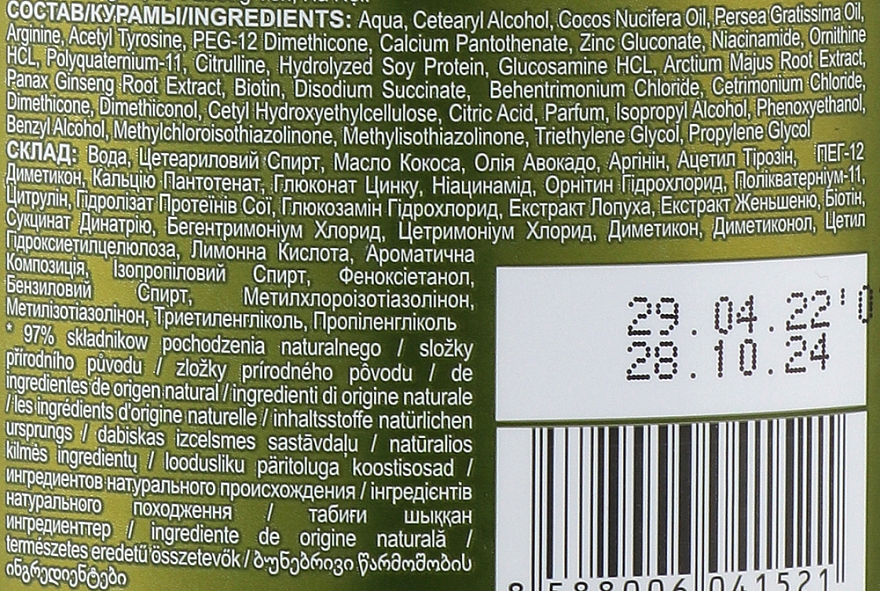 СОСТАВ/КУРАМЫ/INGREDIENTS: Aqua, Cetearyl Alcohol, Cocos Nucifera Oil, Persea Gratissima Oil,
Arginine, Acetyl Tyrosine, PEG-12 Dimethicone, Calcium Pantothenate, Zinc Gluconate, Niacinamide, Ornithine
HCL, Polyquaternium-11, Citrulline, Hydrolyzed Soy Protein, Glucosamine HCL, Arctium Majus Root Extract,
Panax Ginseng Root Extract, Biotin, Disodium Succinate, Behentrimonium Chloride, Cetrimonium Chloride,
Dimethicone, Dimethiconol, Cetyl Hydroxyethylcellulose, Citric Acid, Parfum, Isopropyl Alcohol, Phenoxyethanol,
Benzyl Alcohol, Methylchloroisothiazolinone, Methylisothiazolinone, Triethylene Glycol, Propylene Glycol
СКЛАД: Вода, Цетеариловий Спирт, Масло Кокоса, Олія Авокадо, Аргінін, Ацетил Тірозін, ПЕГ-12
Диметикон, Кальцію Пантотенат, Глюконат Цинку, Ніацинамід, Орнітин Гідрохлорид, Полікватерніум-11,
Цитрулін, Гідролізат Протеїнів Сої, Глюкозамін Гідрохлорид, Екстракт Лопуха, Екстракт Женьшеню, Біотін,
Сукцинат Динатрію, Бегентримоніум Хлорид, Цетримоніум Хлорид, Диметикон, Диметиконол, Цетил
Гідроксиетилцелюлоза, Лимонна Кислота, Ароматична
Композиція, Ізопропіловий Спирт, Феноксіетанол,
Бензиловий Спирт, Метилхлороізотіазолінон,
Метилізотіазолінон, Триетиленгліколь, Пропіленгліколь
* 97% składnikow pochodzenia naturalnego / složky
přírodního původu / zložky prírodného pôvodu / de
ingredientes de origen natural / ingredienti di origine naturale
/ les ingrédients d'origine naturelle / inhaltsstoffe natürlichen
ursprungs / dabiskas izcelsmes sastāvdaļu / natūralios
kilmės ingredientų / loodusliku päritoluga koostisosad /
ингредиентов натурального происхождения / інгредієнтів
натурального походження / табиғи шыққан
ингредиенттер / ingrediente de origine naturală /
természetes eredetű összetevők / ბუნებრივი წარმოშობის
ინგრედიენტები
29.04.22'0
28.10.24
8 588006 041521